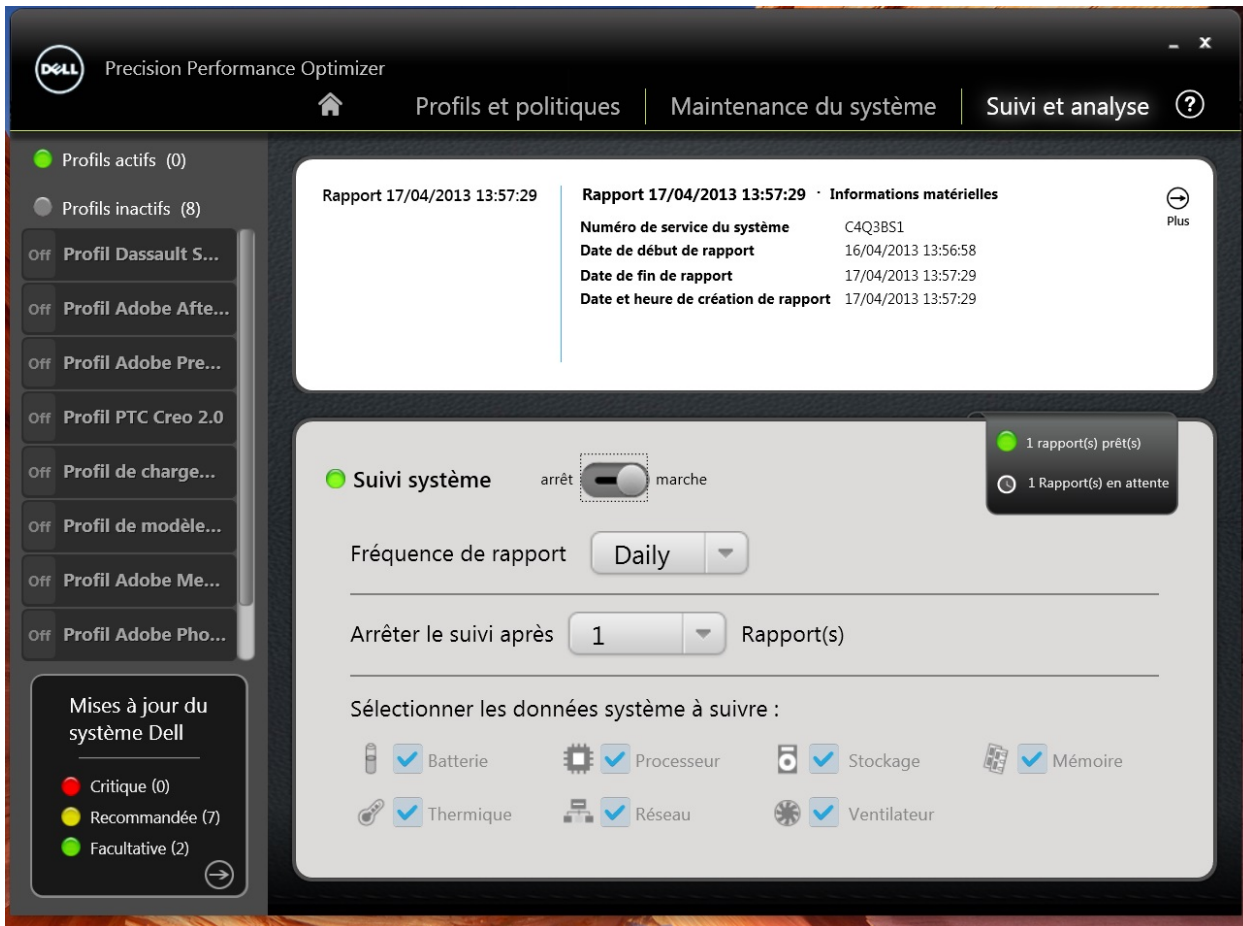 DELL
Precision Performance Optimizer
Profils et politiques
Maintenance du système
Suivi et analyse
?
Profils actifs (0)
Profils inactifs (8)
Off Profil Dassault S...
Off Profil Adobe Afte...
Off Profil Adobe Pre...
Off Profil PTC Creo 2.0
Off Profil de charge...
Off Profil de modèle...
Off Profil Adobe Me...
Off Profil Adobe Pho...
Mises à jour du
système Dell
Critique (0)
Recommandée (7)
Facultative (2)
Rapport 17/04/2013 13:57:29
Rapport 17/04/2013 13:57:29 · Informations matérielles
Numéro de service du système C4Q3BS1
Date de début de rapport 16/04/2013 13:56:58
Date de fin de rapport 17/04/2013 13:57:29
Date et heure de création de rapport 17/04/2013 13:57:29
Plus
1 rapport(s) prêt(s)
1 Rapport(s) en attente
Suivi système arrêt marche
Fréquence de rapport Daily
Arrêter le suivi après 1 Rapport(s)
Sélectionner les données système à suivre :
Batterie Processeur Stockage Mémoire
Thermique Réseau Ventilateur